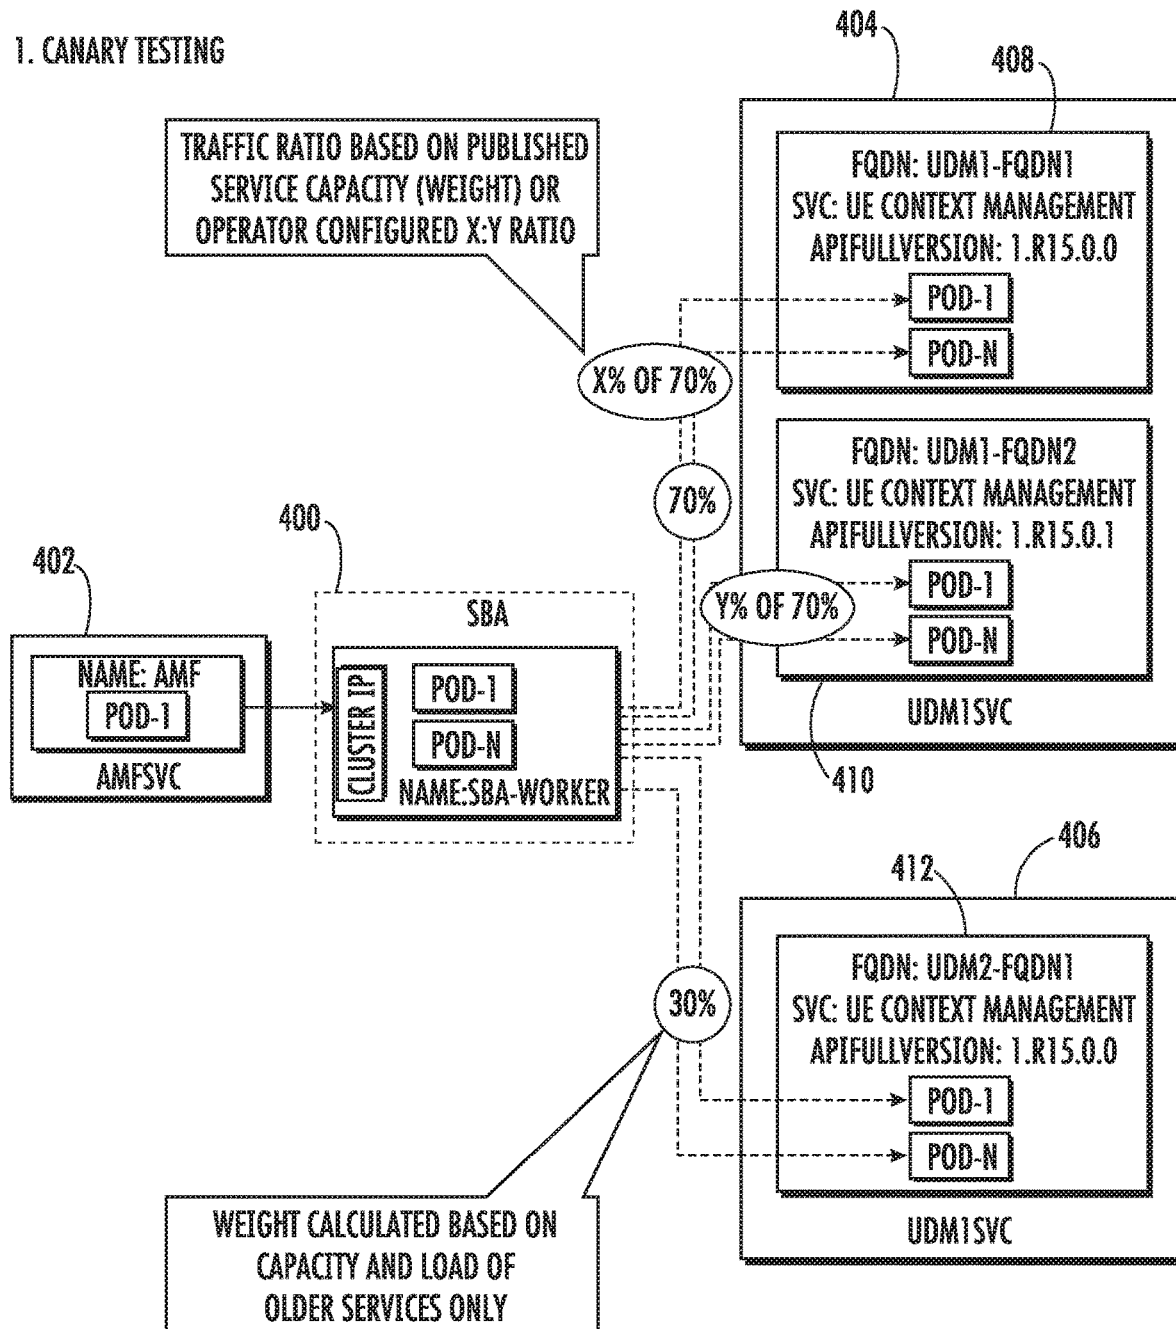 1. CANARY TESTING
404
408
TRAFFIC RATIO BASED ON PUBLISHED
SERVICE CAPACITY (WEIGHT) OR
OPERATOR CONFIGURED X:Y RATIO
FQDN: UDM1-FQDN1
SVC: UE CONTEXT MANAGEMENT
APIFULLVERSION: 1.R15.0.0
POD-1
POD-N
X% OF 70%
70%
FQDN: UDM1-FQDN2
SVC: UE CONTEXT MANAGEMENT
APIFULLVERSION: 1.R15.0.1
POD-1
POD-N
Y% OF 70%
UDM1SVC
410
400
402
SBA
NAME: AMF
POD-1
AMFSVC
CLUSTER IP
POD-1
POD-N
NAME:SBA-WORKER
406
412
30%
FQDN: UDM2-FQDN1
SVC: UE CONTEXT MANAGEMENT
APIFULLVERSION: 1.R15.0.0
POD-1
POD-N
UDM1SVC
WEIGHT CALCULATED BASED ON
CAPACITY AND LOAD OF
OLDER SERVICES ONLY